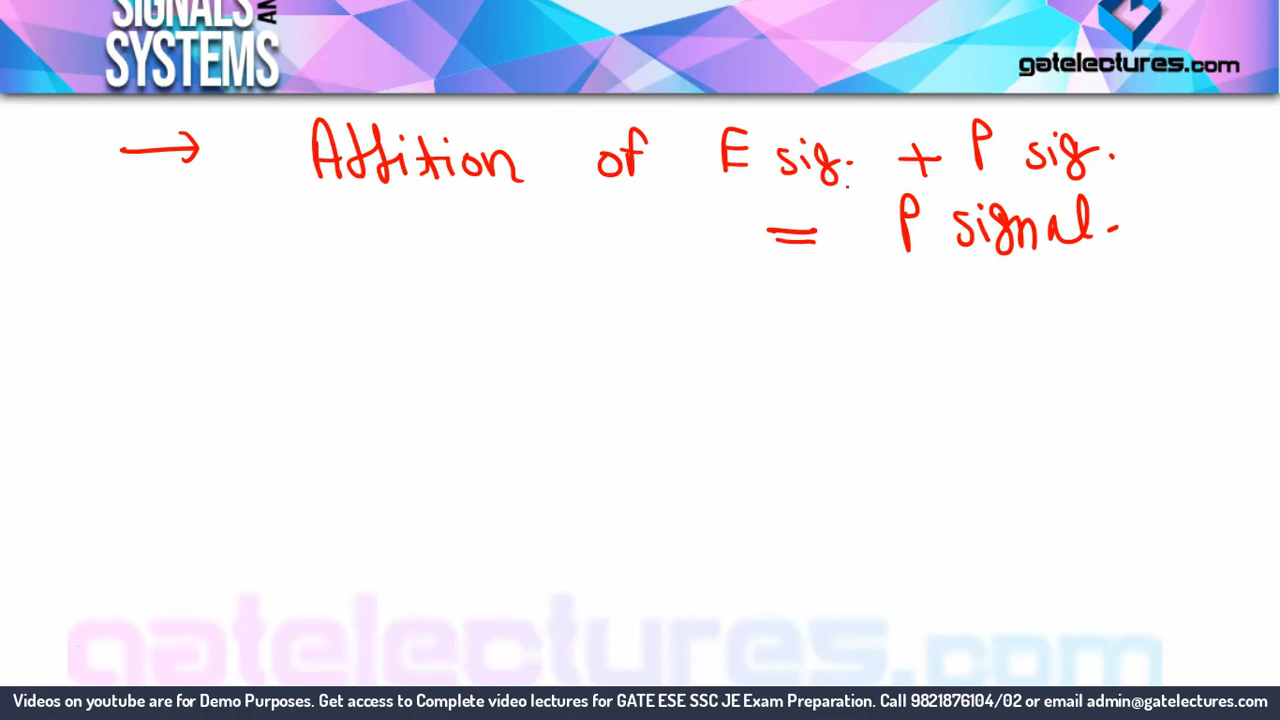 SIGNALS AND
SYSTEMS
gatelectures.com
→ Addition of E sig. + P sig.
= P signal.
gatelectures.com
Videos on youtube are for Demo Purposes. Get access to Complete video lectures for GATE ESE SSC JE Exam Preparation. Call 9821876104/02 or email admin@gatelectures.com